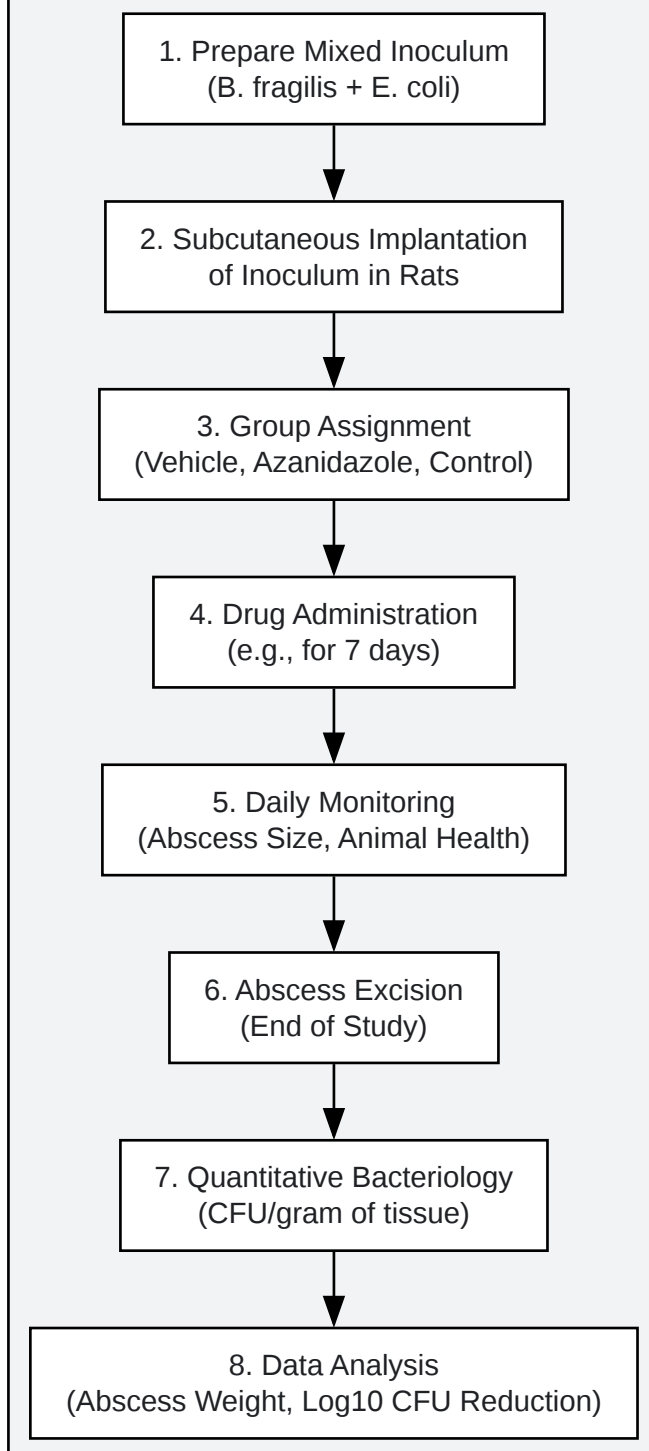 1. Prepare Mixed Inoculum
(B. fragilis + E. coli)
2. Subcutaneous Implantation
of Inoculum in Rats
3. Group Assignment
(Vehicle, Azanidazole, Control)
4. Drug Administration
(e.g., for 7 days)
5. Daily Monitoring
(Abscess Size, Animal Health)
6. Abscess Excision
(End of Study)
7. Quantitative Bacteriology
(CFU/gram of tissue)
8. Data Analysis
(Abscess Weight, Log10 CFU Reduction)